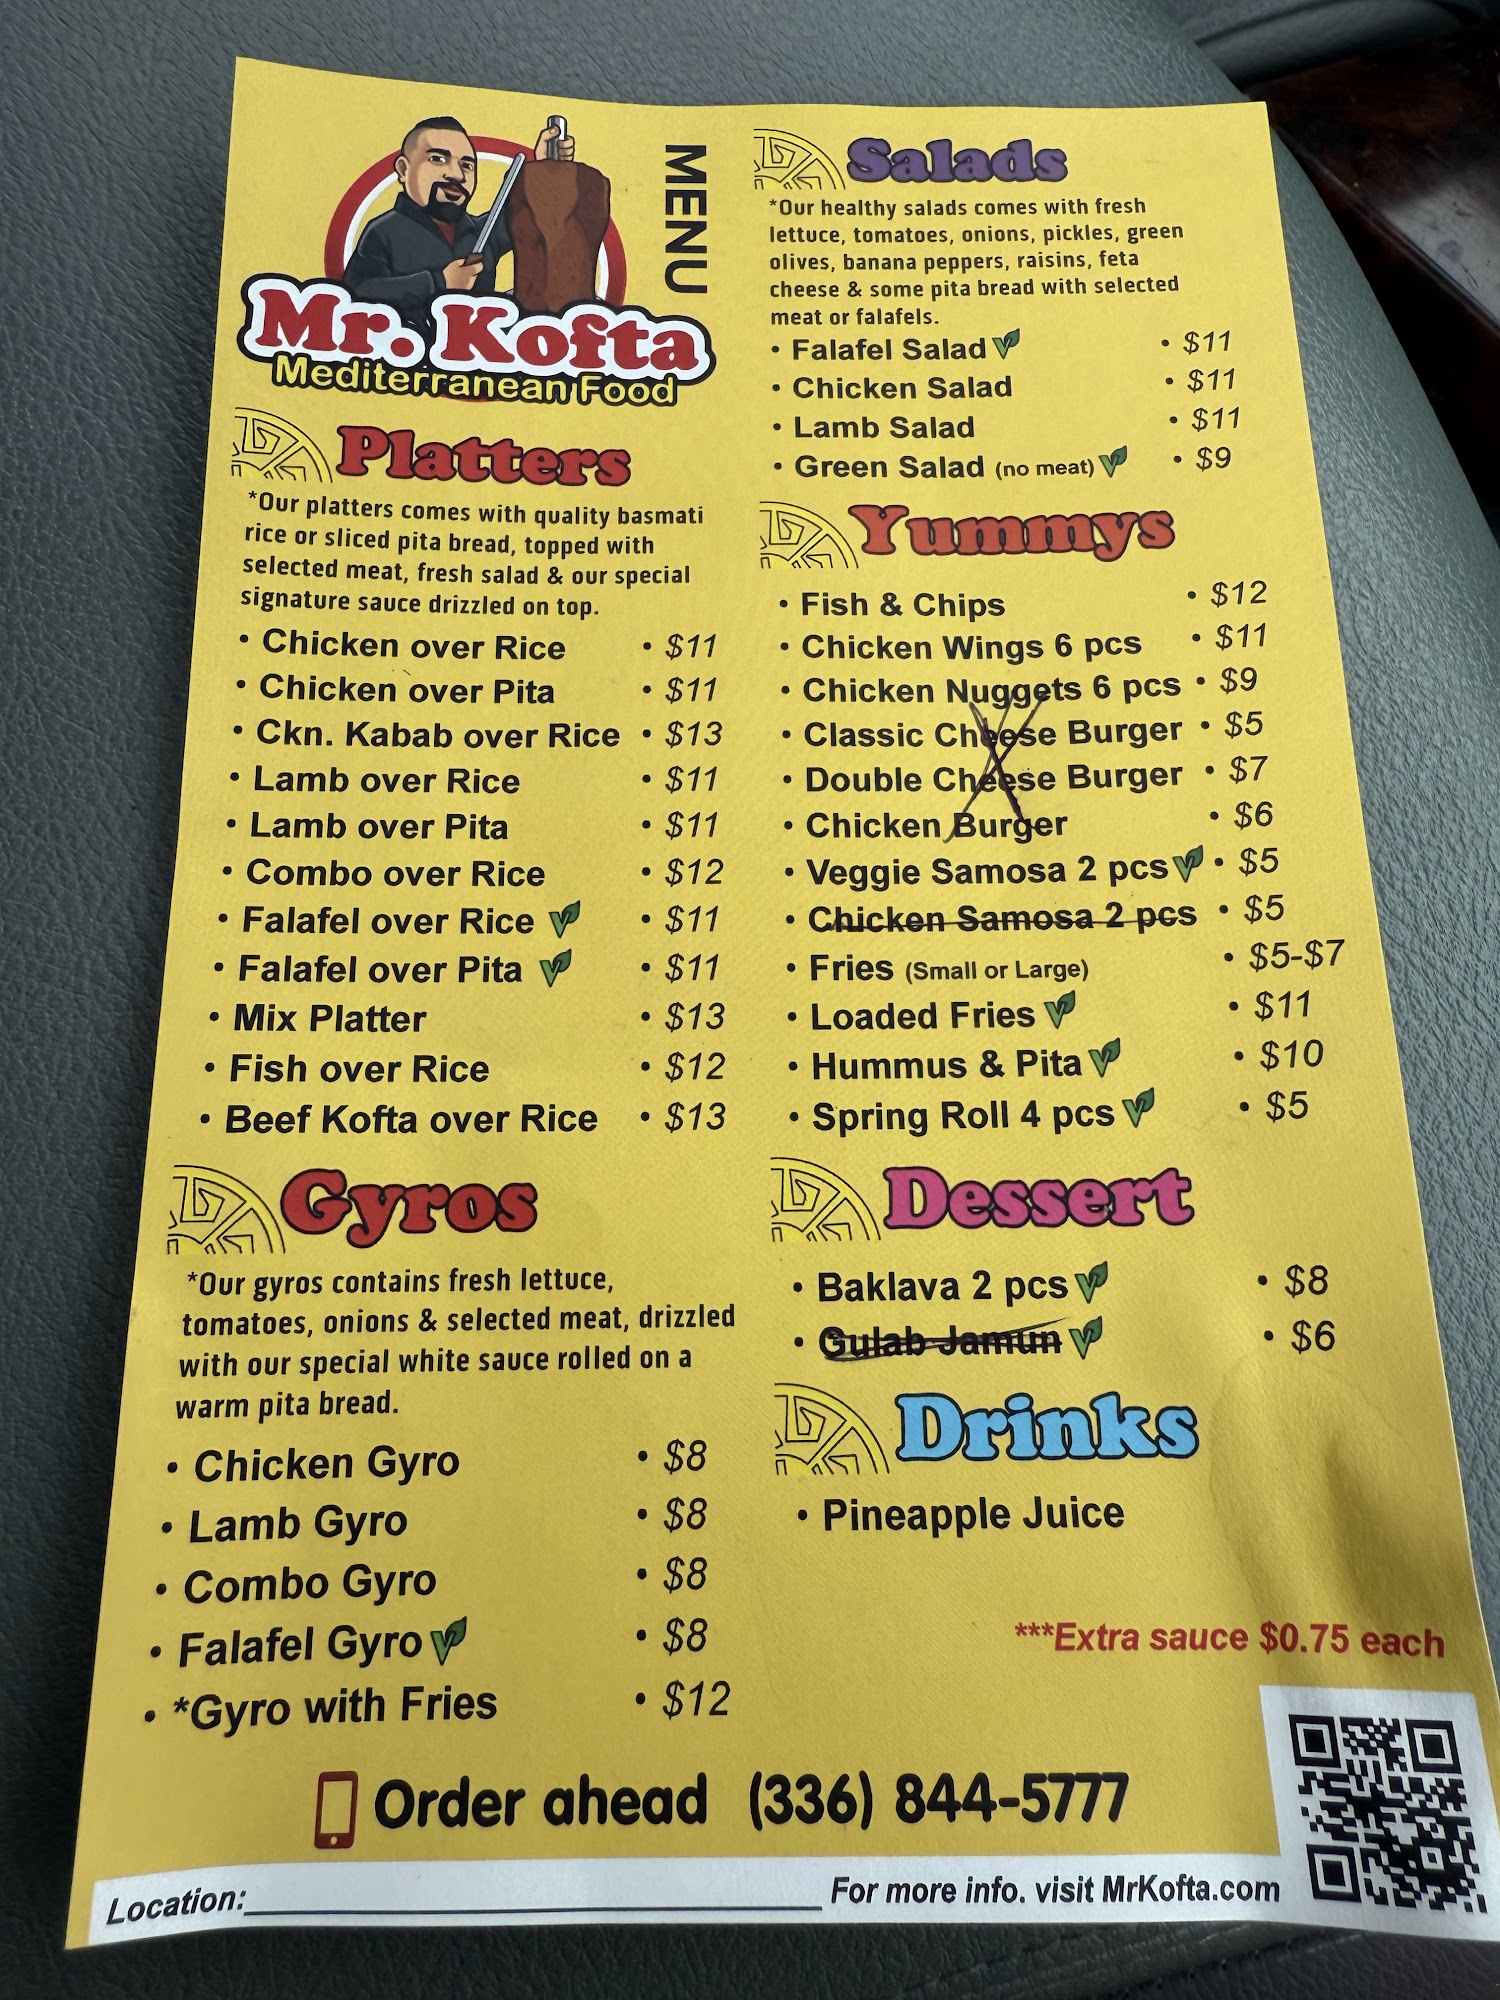 MENU
Mr. Kofta
Mediterranean Food
Platters
*Our platters comes with quality basmati
rice or sliced pita bread, topped with
selected meat, fresh salad & our special
signature sauce drizzled on top.
• Chicken over Rice • $11
• Chicken over Pita • $11
• Ckn. Kabab over Rice • $13
• Lamb over Rice • $11
• Lamb over Pita • $11
• Combo over Rice • $12
• Falafel over Rice V • $11
• Falafel over Pita V • $11
• Mix Platter • $13
• Fish over Rice • $12
• Beef Kofta over Rice • $13
Gyros
*Our gyros contains fresh lettuce,
tomatoes, onions & selected meat, drizzled
with our special white sauce rolled on a
warm pita bread.
• Chicken Gyro • $8
• Lamb Gyro • $8
• Combo Gyro • $8
• Falafel Gyro V • $8
• *Gyro with Fries • $12
Salads
*Our healthy salads comes with fresh
lettuce, tomatoes, onions, pickles, green
olives, banana peppers, raisins, feta
cheese & some pita bread with selected
meat or falafels.
• Falafel Salad V • $11
• Chicken Salad • $11
• Lamb Salad • $11
• Green Salad (no meat) V • $9
Yummys
• Fish & Chips • $12
• Chicken Wings 6 pcs • $11
• Chicken Nuggets 6 pcs • $9
• Classic Cheese Burger • $5
• Double Cheese Burger • $7
• Chicken Burger • $6
• Veggie Samosa 2 pcs V • $5
• Chicken Samosa 2 pcs • $5
• Fries (Small or Large) • $5-$7
• Loaded Fries V • $11
• Hummus & Pita V • $10
• Spring Roll 4 pcs V • $5
Dessert
• Baklava 2 pcs V • $8
• Gulab Jamun V • $6
Drinks
• Pineapple Juice
***Extra sauce $0.75 each
Order ahead (336) 844-5777
Location:
For more info. visit MrKofta.com